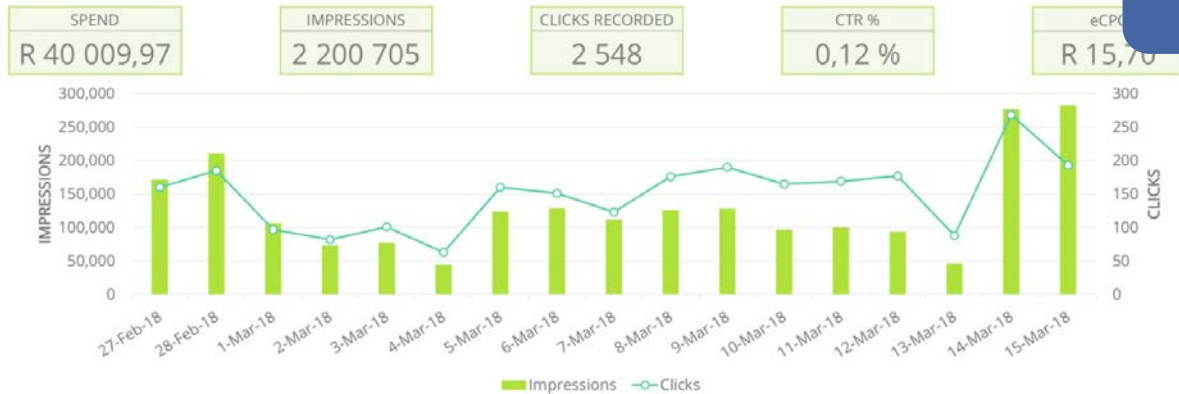 SPEND IMPRESSIONS CLICKS RECORDED CTR %
R 40 009,97 2 200 705 2 548 0,12 % R 15,70
300,000 300
250,000 250
200,000 200
150,000 150
100,000 100
50,000 50
0 0
IMPRESSIONS
CLICKS
27-Feb-18 28-Feb-18 1-Mar-18 2-Mar-18 3-Mar-18 4-Mar-18 5-Mar-18 6-Mar-18 7-Mar-18 8-Mar-18 9-Mar-18 10-Mar-18 11-Mar-18 12-Mar-18 13-Mar-18 14-Mar-18 15-Mar-18
Impressions Clicks